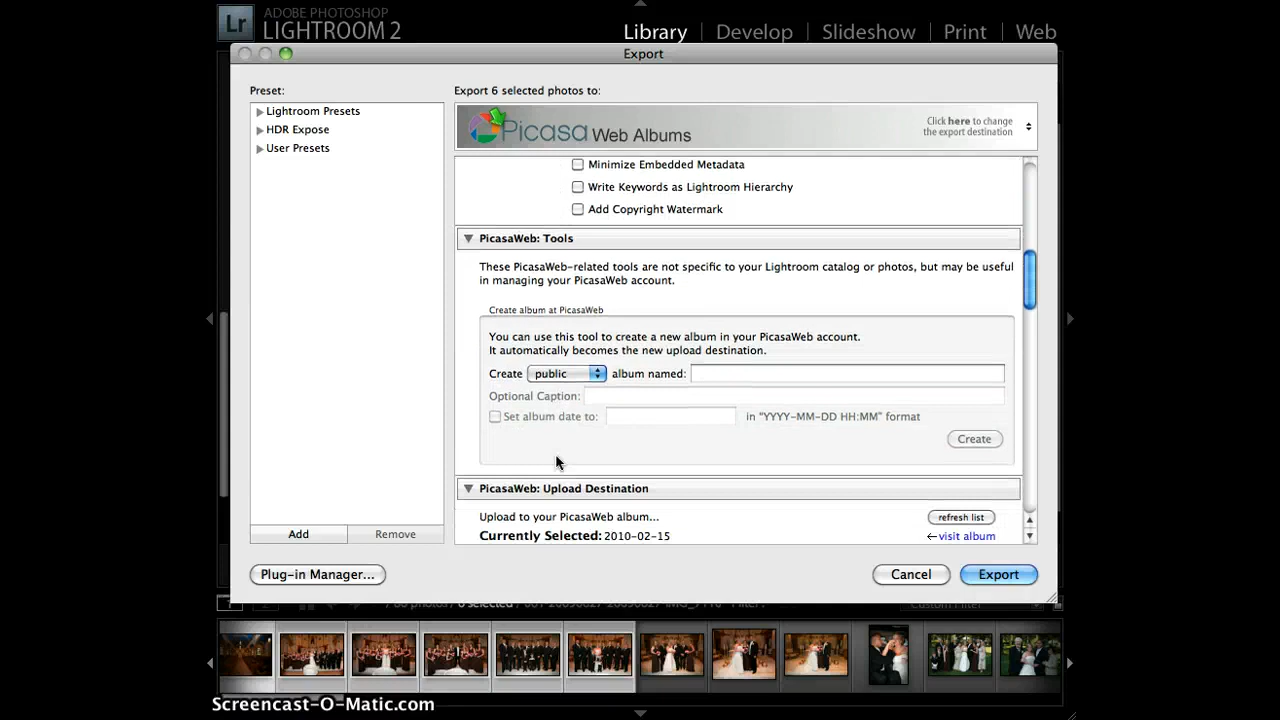 Lr
ADOBE PHOTOSHOP
LIGHTROOM 2
Library | Develop | Slideshow | Print | Web
Export
Preset:
Lightroom Presets
HDR Expose
User Presets
Add
Remove
Plug-in Manager...
Export 6 selected photos to:
Picasa Web Albums
Click here to change
the export destination
Minimize Embedded Metadata
Write Keywords as Lightroom Hierarchy
Add Copyright Watermark
PicasaWeb: Tools
These PicasaWeb-related tools are not specific to your Lightroom catalog or photos, but may be useful
in managing your PicasaWeb account.
Create album at PicasaWeb
You can use this tool to create a new album in your PicasaWeb account.
It automatically becomes the new upload destination.
Create public album named:
Optional Caption:
Set album date to: in "YYYY-MM-DD HH:MM" format
Create
PicasaWeb: Upload Destination
Upload to your PicasaWeb album... refresh list
Currently Selected: 2010-02-15 ←visit album
Cancel
Export
Custom Filter
Screencast-O-Matic.com